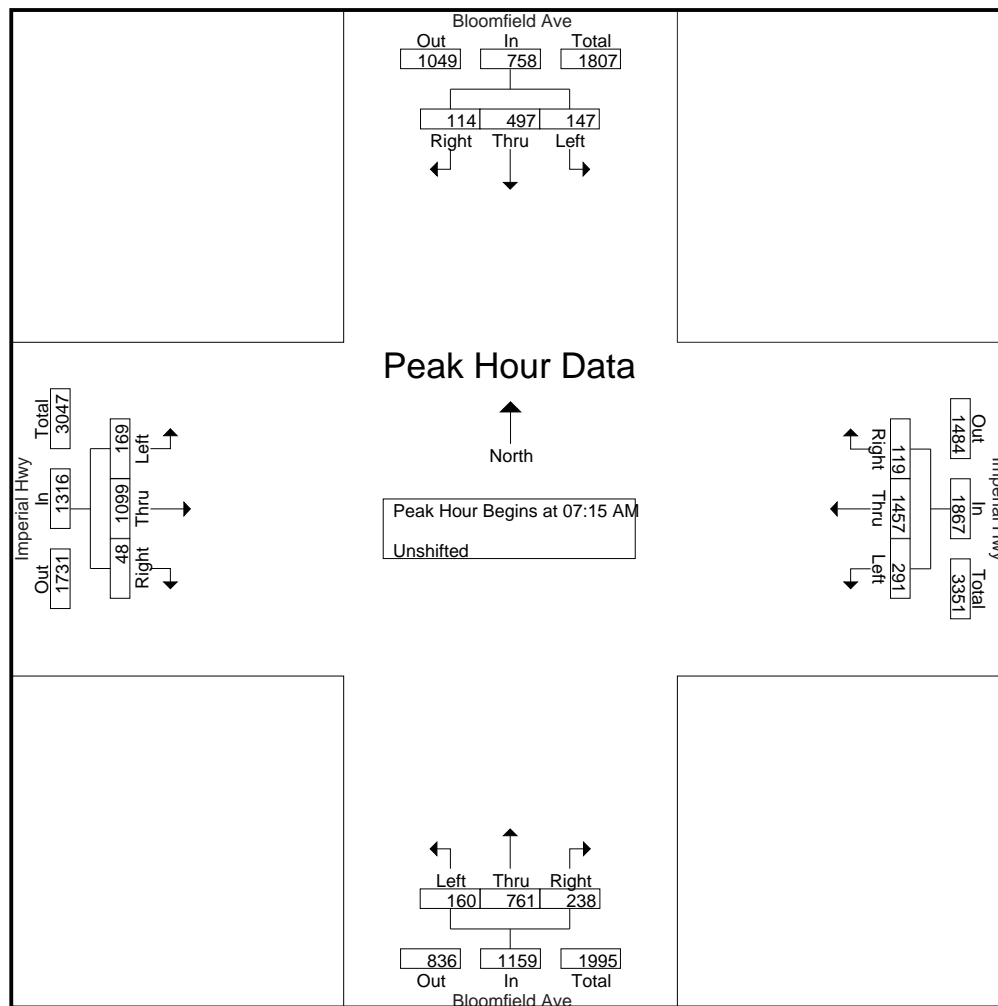 Bloomfield Ave
Out In Total
1049 758 1807
114 497 147
Right Thru Left
Peak Hour Data
North
Peak Hour Begins at 07:15 AM
Unshifted
Imperial Hwy
Total In Out
3047 1316 1731
169 1099 48
Left Thru Right
Imperial Hwy
Out In Total
1484 1867 3351
119 1457 291
Right Thru Left
Left Thru Right
160 761 238
836 1159 1995
Out In Total
Bloomfield Ave